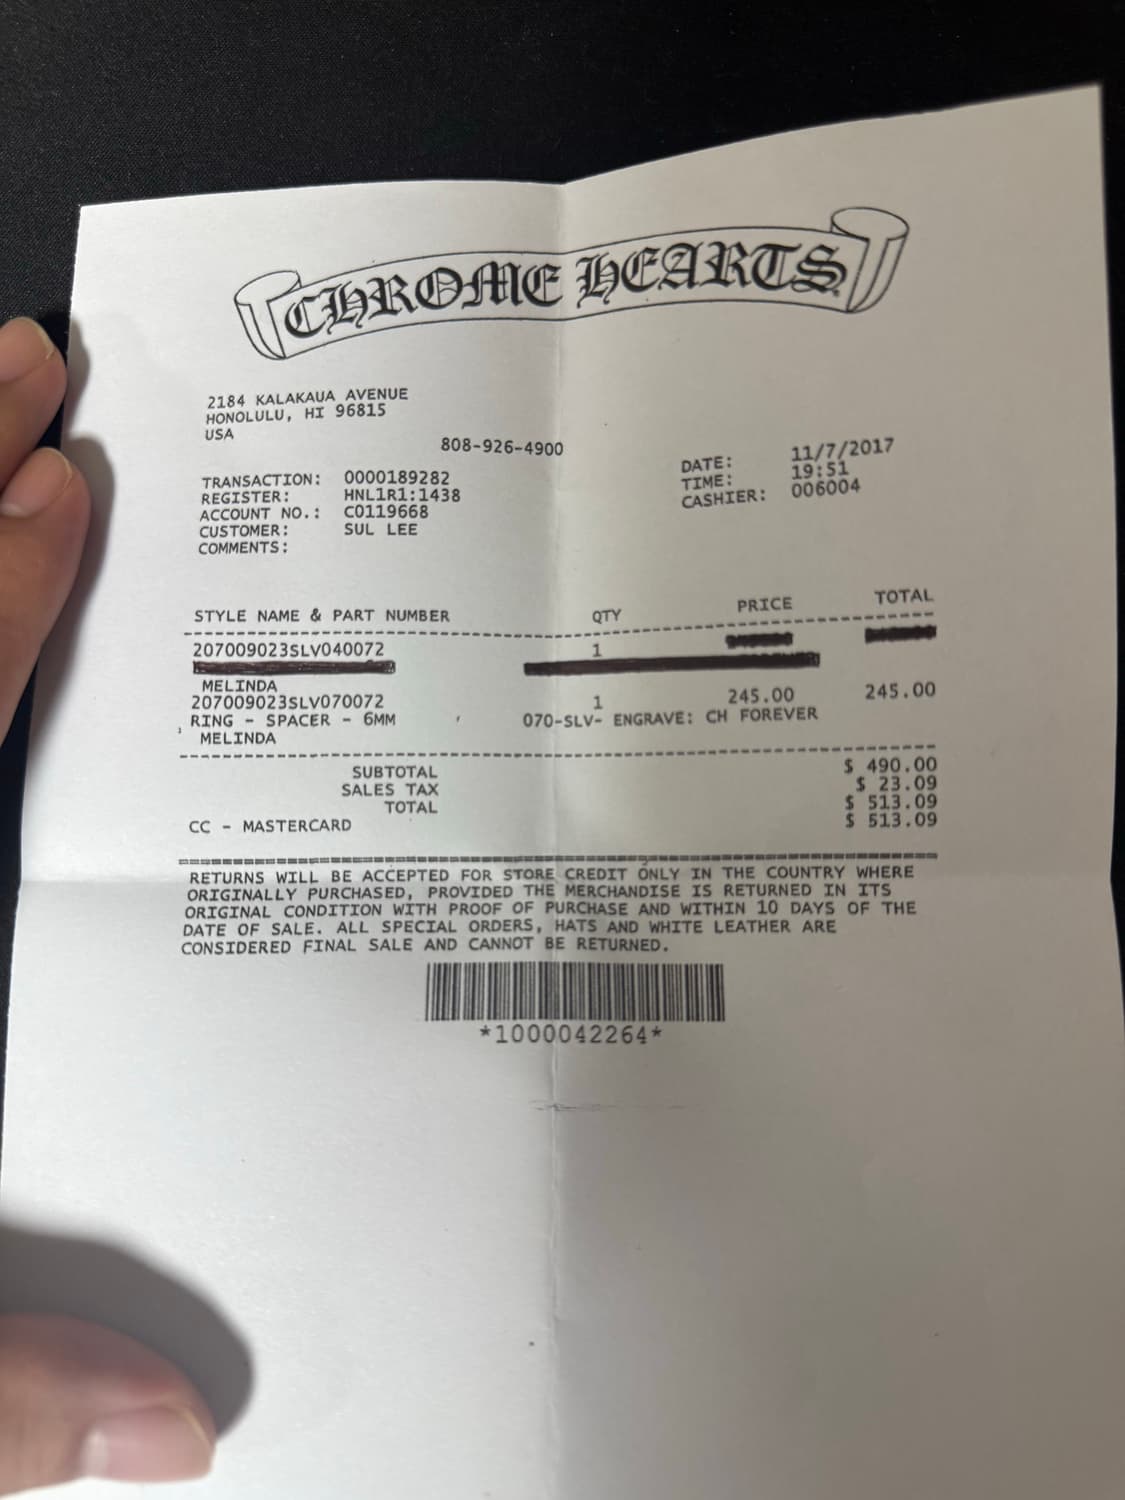 CHROME HEARTS
2184 KALAKAUA AVENUE
HONOLULU, HI 96815
USA
808-926-4900
DATE: 11/7/2017
TIME: 19:51
CASHIER: 006004
TRANSACTION: 0000189282
REGISTER: HNL1R1:1438
ACCOUNT NO.: C0119668
CUSTOMER: SUL LEE
COMMENTS:
STYLE NAME & PART NUMBER QTY PRICE TOTAL
207009023SLV040072 1
MELINDA
207009023SLV070072 1 245.00 245.00
RING - SPACER - 6MM 070-SLV- ENGRAVE: CH FOREVER
MELINDA
SUBTOTAL $ 490.00
SALES TAX $ 23.09
TOTAL $ 513.09
CC - MASTERCARD $ 513.09
RETURNS WILL BE ACCEPTED FOR STORE CREDIT ONLY IN THE COUNTRY WHERE
ORIGINALLY PURCHASED, PROVIDED THE MERCHANDISE IS RETURNED IN ITS
ORIGINAL CONDITION WITH PROOF OF PURCHASE AND WITHIN 10 DAYS OF THE
DATE OF SALE. ALL SPECIAL ORDERS, HATS AND WHITE LEATHER ARE
CONSIDERED FINAL SALE AND CANNOT BE RETURNED.
*1000042264*